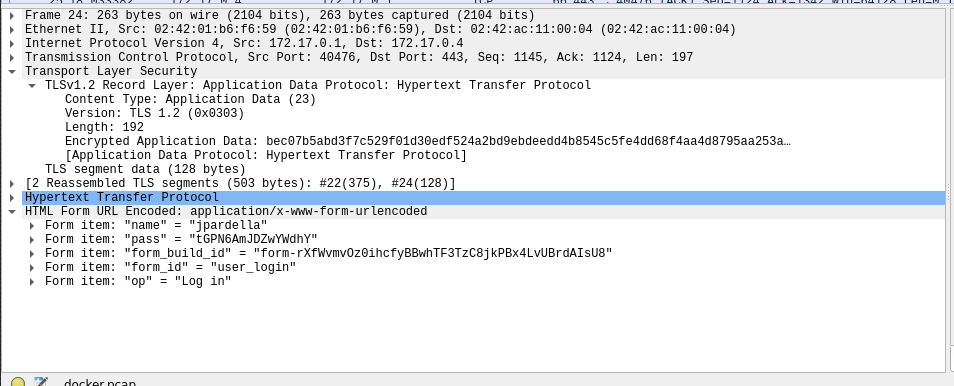 Frame 24: 263 bytes on wire (2104 bits), 263 bytes captured (2104 bits)
Ethernet II, Src: 02:42:01:b6:f6:59 (02:42:01:b6:f6:59), Dst: 02:42:ac:11:00:04 (02:42:ac:11:00:04)
Internet Protocol Version 4, Src: 172.17.0.1, Dst: 172.17.0.4
Transmission Control Protocol, Src Port: 40476, Dst Port: 443, Seq: 1145, Ack: 1124, Len: 197
Transport Layer Security
TLSv1.2 Record Layer: Application Data Protocol: Hypertext Transfer Protocol
Content Type: Application Data (23)
Version: TLS 1.2 (0x0303)
Length: 192
Encrypted Application Data: bec07b5abd3f7c529f01d30edf524a2bd9ebdeedd4b8545c5fe4dd68f4aa4d8795aa253a…
[Application Data Protocol: Hypertext Transfer Protocol]
TLS segment data (128 bytes)
[2 Reassembled TLS segments (503 bytes): #22(375), #24(128)]
Hypertext Transfer Protocol
HTML Form URL Encoded: application/x-www-form-urlencoded
Form item: "name" = "jpardella"
Form item: "pass" = "tGPN6AmJDZwYWdhY"
Form item: "form_build_id" = "form-rXfWvmvOz0ihcfyBBwhTF3TzC8jkPBx4LvUBrdAIsU8"
Form item: "form_id" = "user_login"
Form item: "op" = "Log in"
docker.pcap